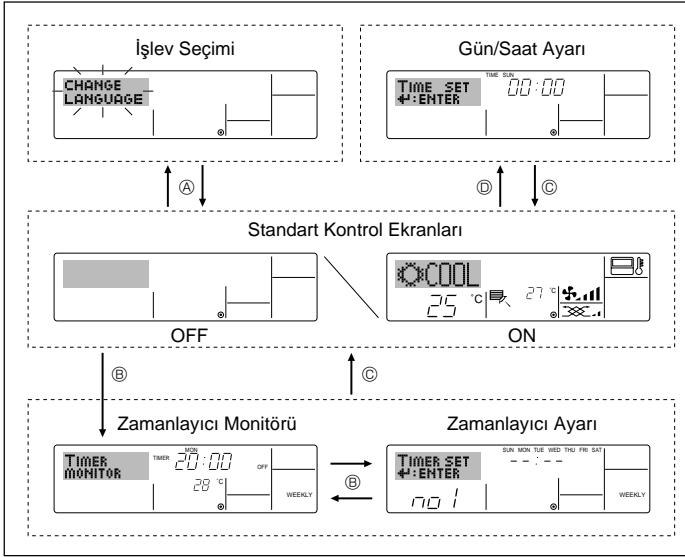 İşlev Seçimi
CHANGE
LANGUAGE
Gün/Saat Ayarı
TIME SUN
TIME SET 00:00
↵:ENTER
Ⓐ
Ⓓ
Ⓒ
Standart Kontrol Ekranları
OFF
COOL
25 °C
27 °C
ON
Ⓑ
Ⓒ
Zamanlayıcı Monitörü
MON
TIMER MONITOR
TIMER 20:00 OFF
28 °C
WEEKLY
Ⓑ
Zamanlayıcı Ayarı
SUN MON TUE WED THU FRI SAT
TIMER SET --:--
↵:ENTER
no 1
WEEKLY